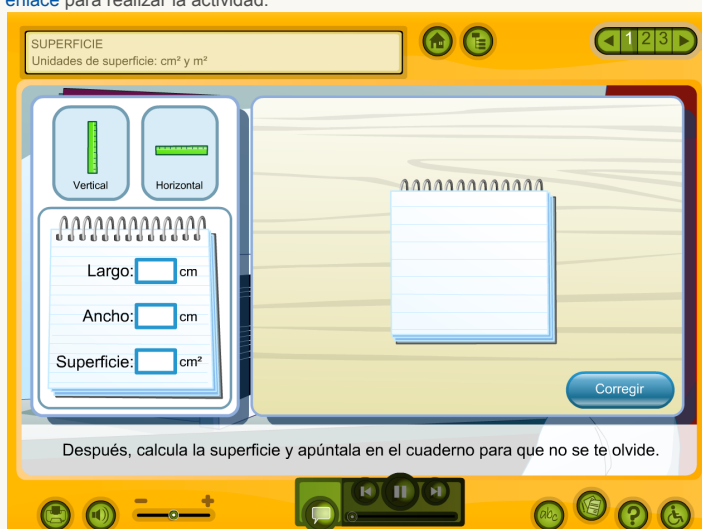 enlace para realizar la actividad.
SUPERFICIE
Unidades de superficie: cm² y m²
1 2 3
Vertical
Horizontal
Largo: cm
Ancho: cm
Superficie: cm²
Corregir
Después, calcula la superficie y apúntala en el cuaderno para que no se te olvide.
abc
?